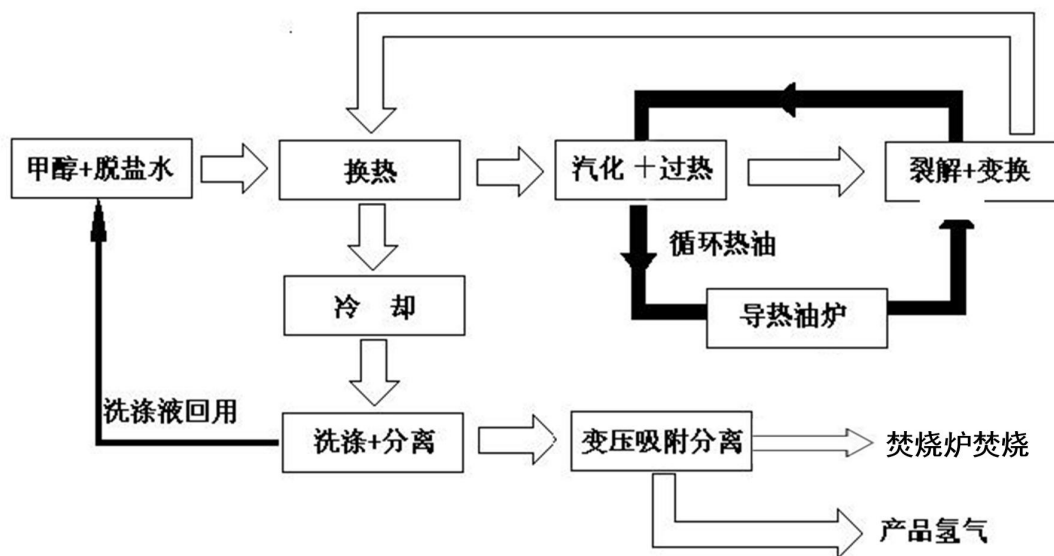 甲醇+脱盐水
换热
汽化 +过热
裂解+变换
循环热油
冷 却
导热油炉
洗涤液回用
洗涤+分离
变压吸附分离
焚烧炉焚烧
产品氢气